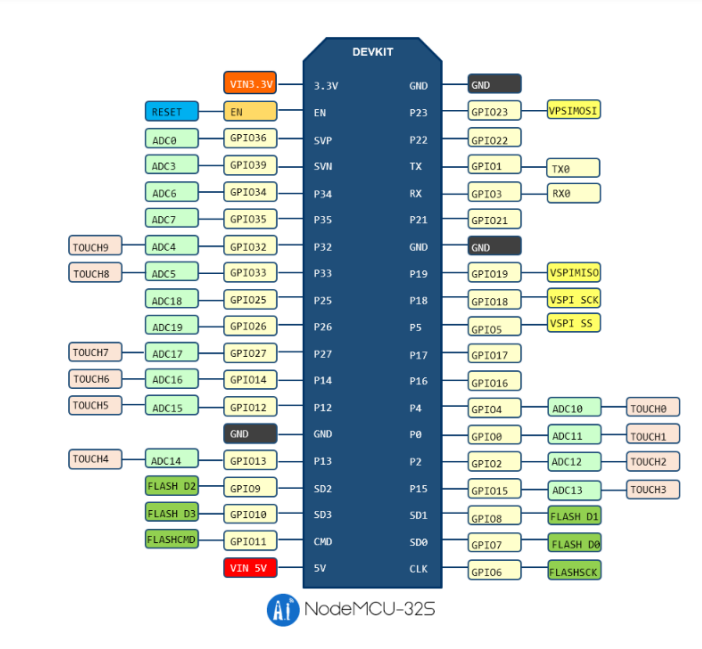 DEVKIT
VIN3.3V 3.3V GND GND
RESET EN EN P23 GPIO23 VPSIMOSI
ADC0 GPIO36 SVP P22 GPIO22
ADC3 GPIO39 SVN TX GPIO1 TX0
ADC6 GPIO34 P34 RX GPIO3 RX0
ADC7 GPIO35 P35 P21 GPIO21
TOUCH9 ADC4 GPIO32 P32 GND GND
TOUCH8 ADC5 GPIO33 P33 P19 GPIO19 VSPIMISO
ADC18 GPIO25 P25 P18 GPIO18 VSPI SCK
ADC19 GPIO26 P26 P5 GPIO5 VSPI SS
TOUCH7 ADC17 GPIO27 P27 P17 GPIO17
TOUCH6 ADC16 GPIO14 P14 P16 GPIO16
TOUCH5 ADC15 GPIO12 P12 P4 GPIO4 ADC10 TOUCH0
GND GND P0 GPIO0 ADC11 TOUCH1
TOUCH4 ADC14 GPIO13 P13 P2 GPIO2 ADC12 TOUCH2
FLASH D2 GPIO9 SD2 P15 GPIO15 ADC13 TOUCH3
FLASH D3 GPIO10 SD3 SD1 GPIO8 FLASH D1
FLASHCMD GPIO11 CMD SD0 GPIO7 FLASH D0
VIN 5V 5V CLK GPIO6 FLASHSCK
Ai NodeMCU-32S